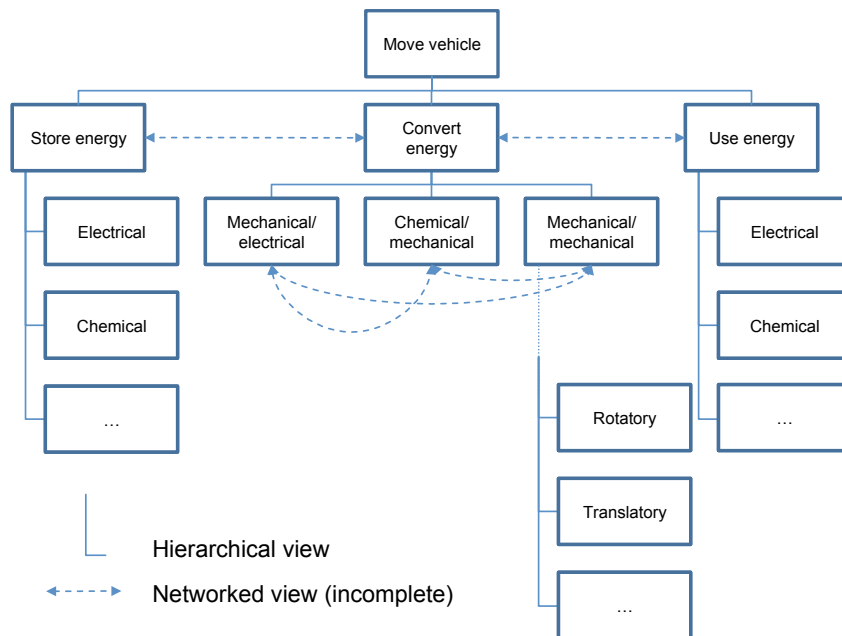 Move vehicle
Store energy
Convert
energy
Use energy
Electrical
Mechanical/
electrical
Chemical/
mechanical
Mechanical/
mechanical
Electrical
Chemical
Chemical
…
Rotatory
…
Translatory
Hierarchical view
Networked view (incomplete)
…